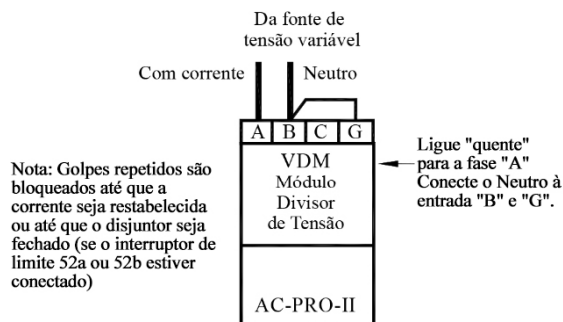 Da fonte de
tensão variável
Com corrente
Neutro
A B C G
VDM
Módulo
Divisor
de Tensão
Ligue "quente"
para a fase "A"
Conecte o Neutro à
entrada "B" e "G".
Nota: Golpes repetidos são
bloqueados até que a
corrente seja restabelecida
ou até que o disjuntor seja
fechado (se o interruptor de
limite 52a ou 52b estiver
conectado)
AC-PRO-II